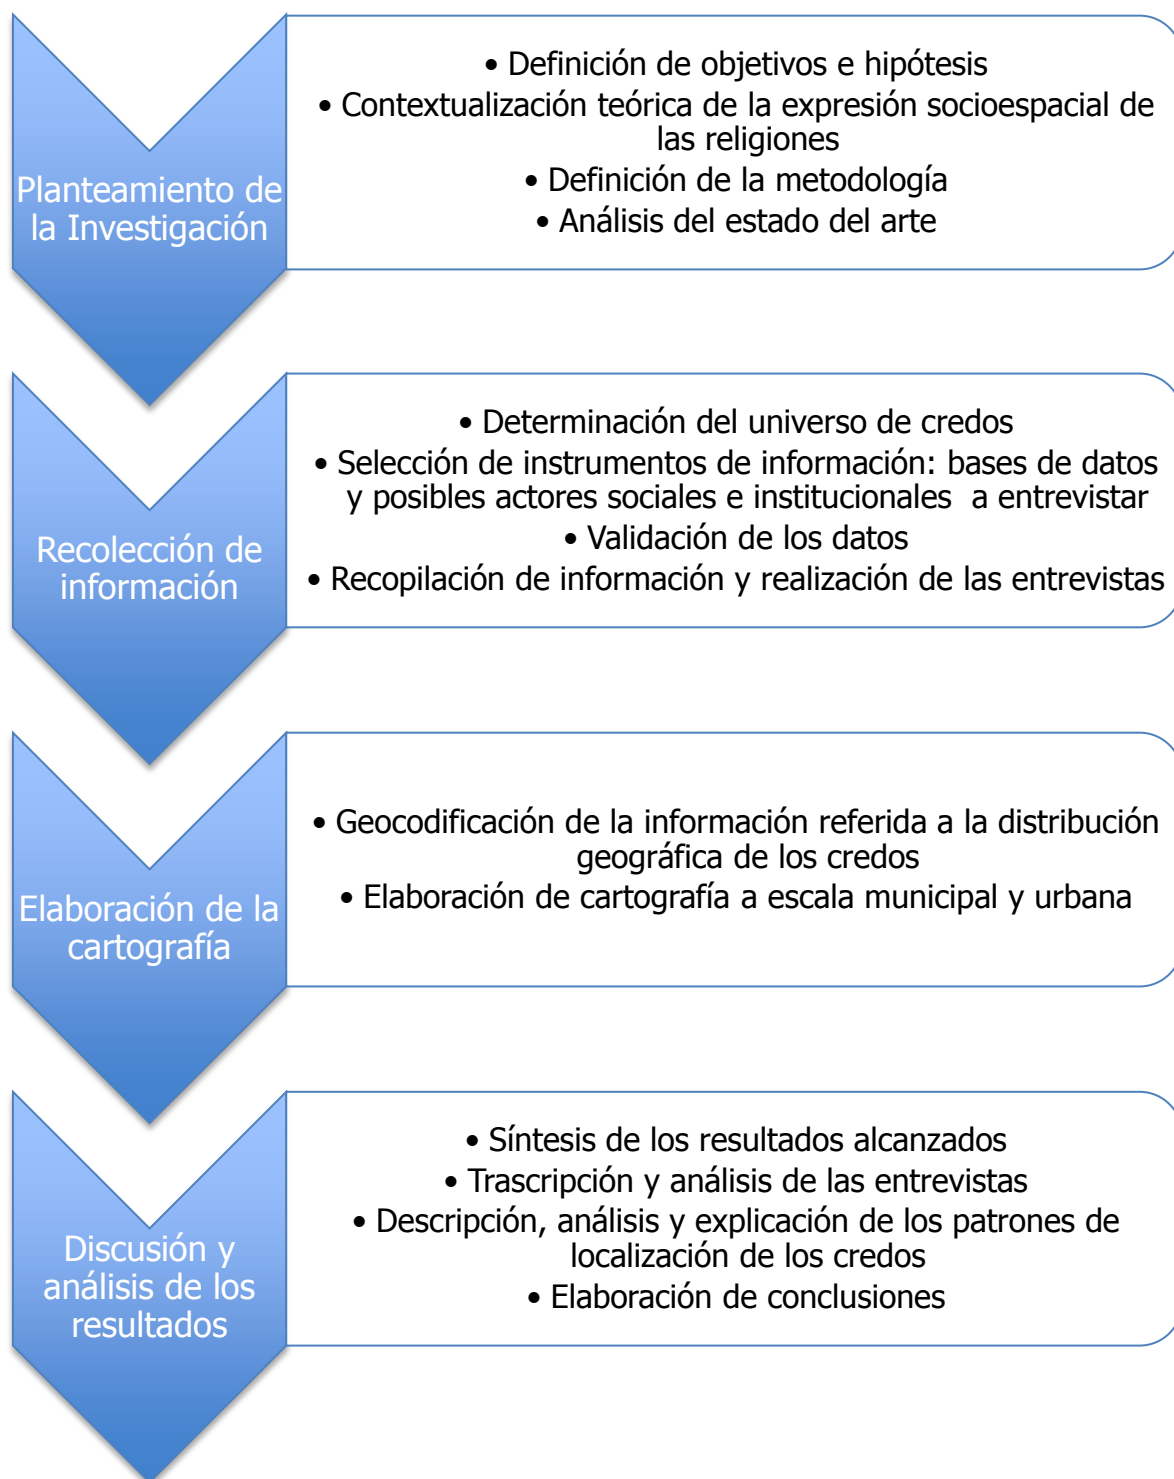 Planteamiento de
la Investigación
• Definición de objetivos e hipótesis
• Contextualización teórica de la expresión socioespacial de
las religiones
• Definición de la metodología
• Análisis del estado del arte
Recolección de
información
• Determinación del universo de credos
• Selección de instrumentos de información: bases de datos
y posibles actores sociales e institucionales  a entrevistar
• Validación de los datos
• Recopilación de información y realización de las entrevistas
Elaboración de la
cartografía
• Geocodificación de la información referida a la distribución
geográfica de los credos
• Elaboración de cartografía a escala municipal y urbana
Discusión y
análisis de los
resultados
• Síntesis de los resultados alcanzados
• Trascripción y análisis de las entrevistas
• Descripción, análisis y explicación de los patrones de
localización de los credos
• Elaboración de conclusiones